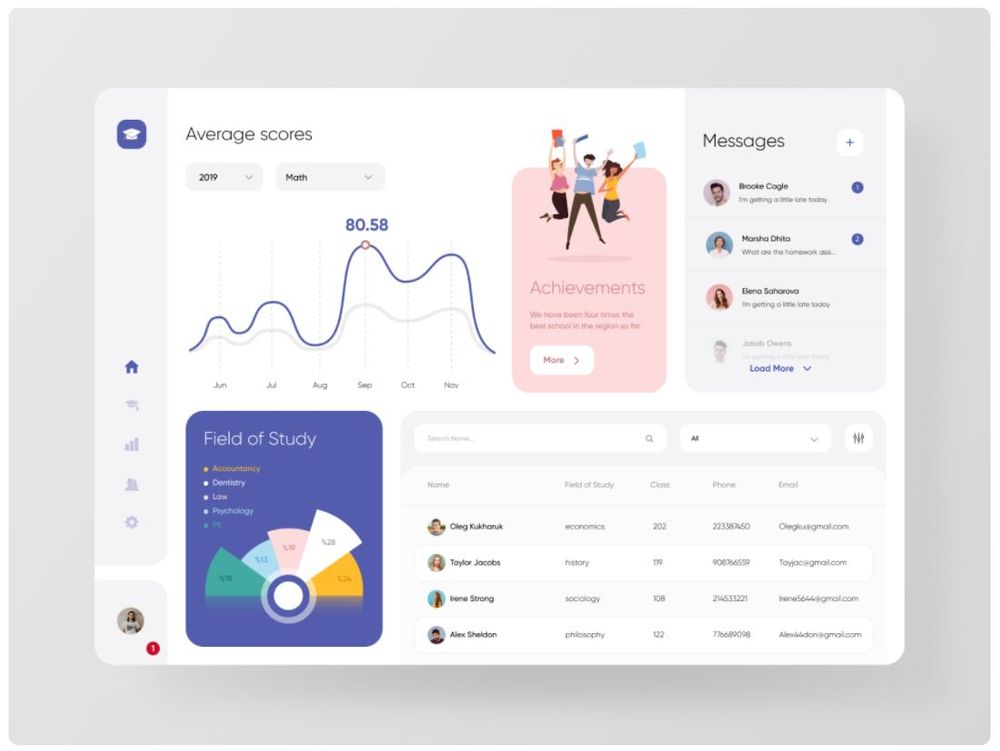 Average scores
2019
Math
80.58
Jun Jul Aug Sep Oct Nov
Achievements
We have been four times the
best school in the region so far.
More
Messages
+
Brooke Cagle
I'm getting a little late today
1
Marsha Dhita
What are the homework assi...
2
Elena Saharova
I'm getting a little late today
Jakob Owens
I'm getting a little late today
Load More
Field of Study
Accountancy
Dentistry
Law
Psychology
PE
%18
%13
%19
%28
%24
Search Name...
All
Name Field of Study Class Phone Email
Oleg Kukharuk economics 202 223387450 Olegku@gmail.com
Taylor Jacobs history 119 908766559 Tayjac@gmail.com
Irene Strong sociology 108 214533221 Irene5644@gmail.com
Alex Sheldon philosophy 122 776689098 Alex44don@gmail.com
1